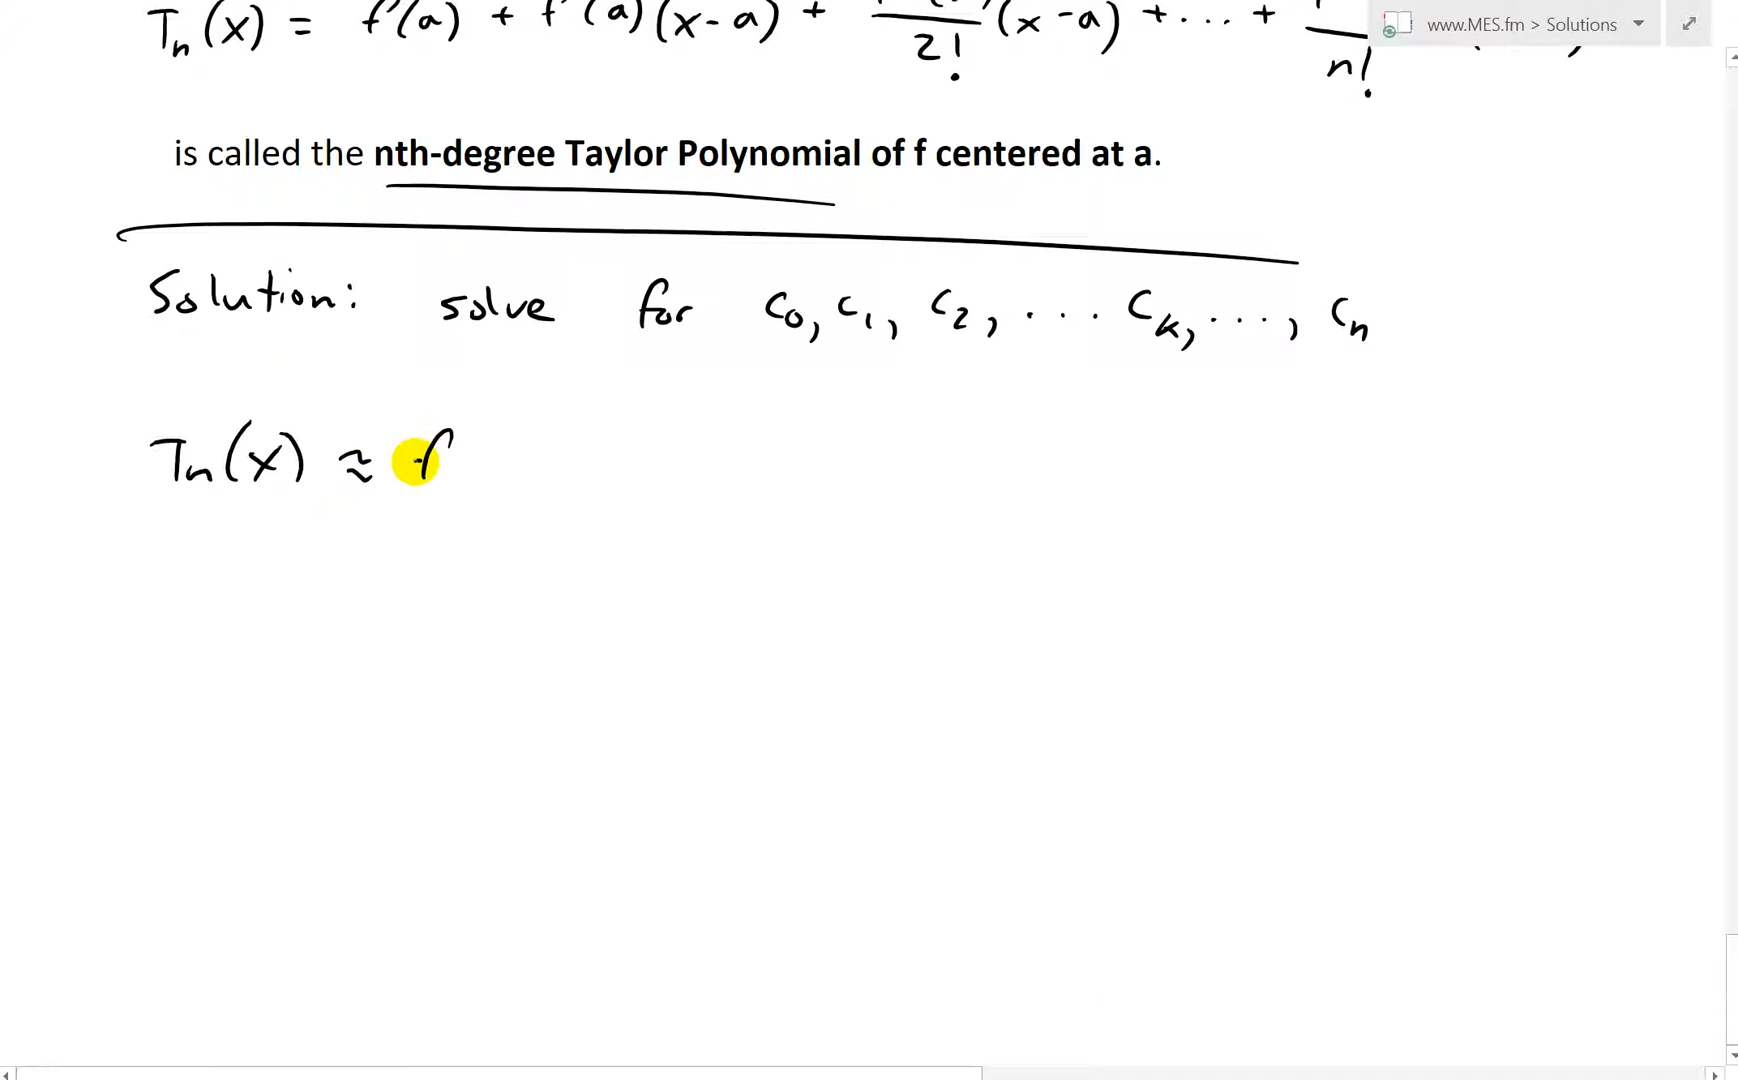 www.MES.fm > Solutions
Tn(x) = f(a) + f'(a)(x-a) + 2! (x-a) + ... + n!
is called the nth-degree Taylor Polynomial of f centered at a.
Solution: solve for c0, c1, c2, ... ck, ..., cn
Tn(x) ≈ f